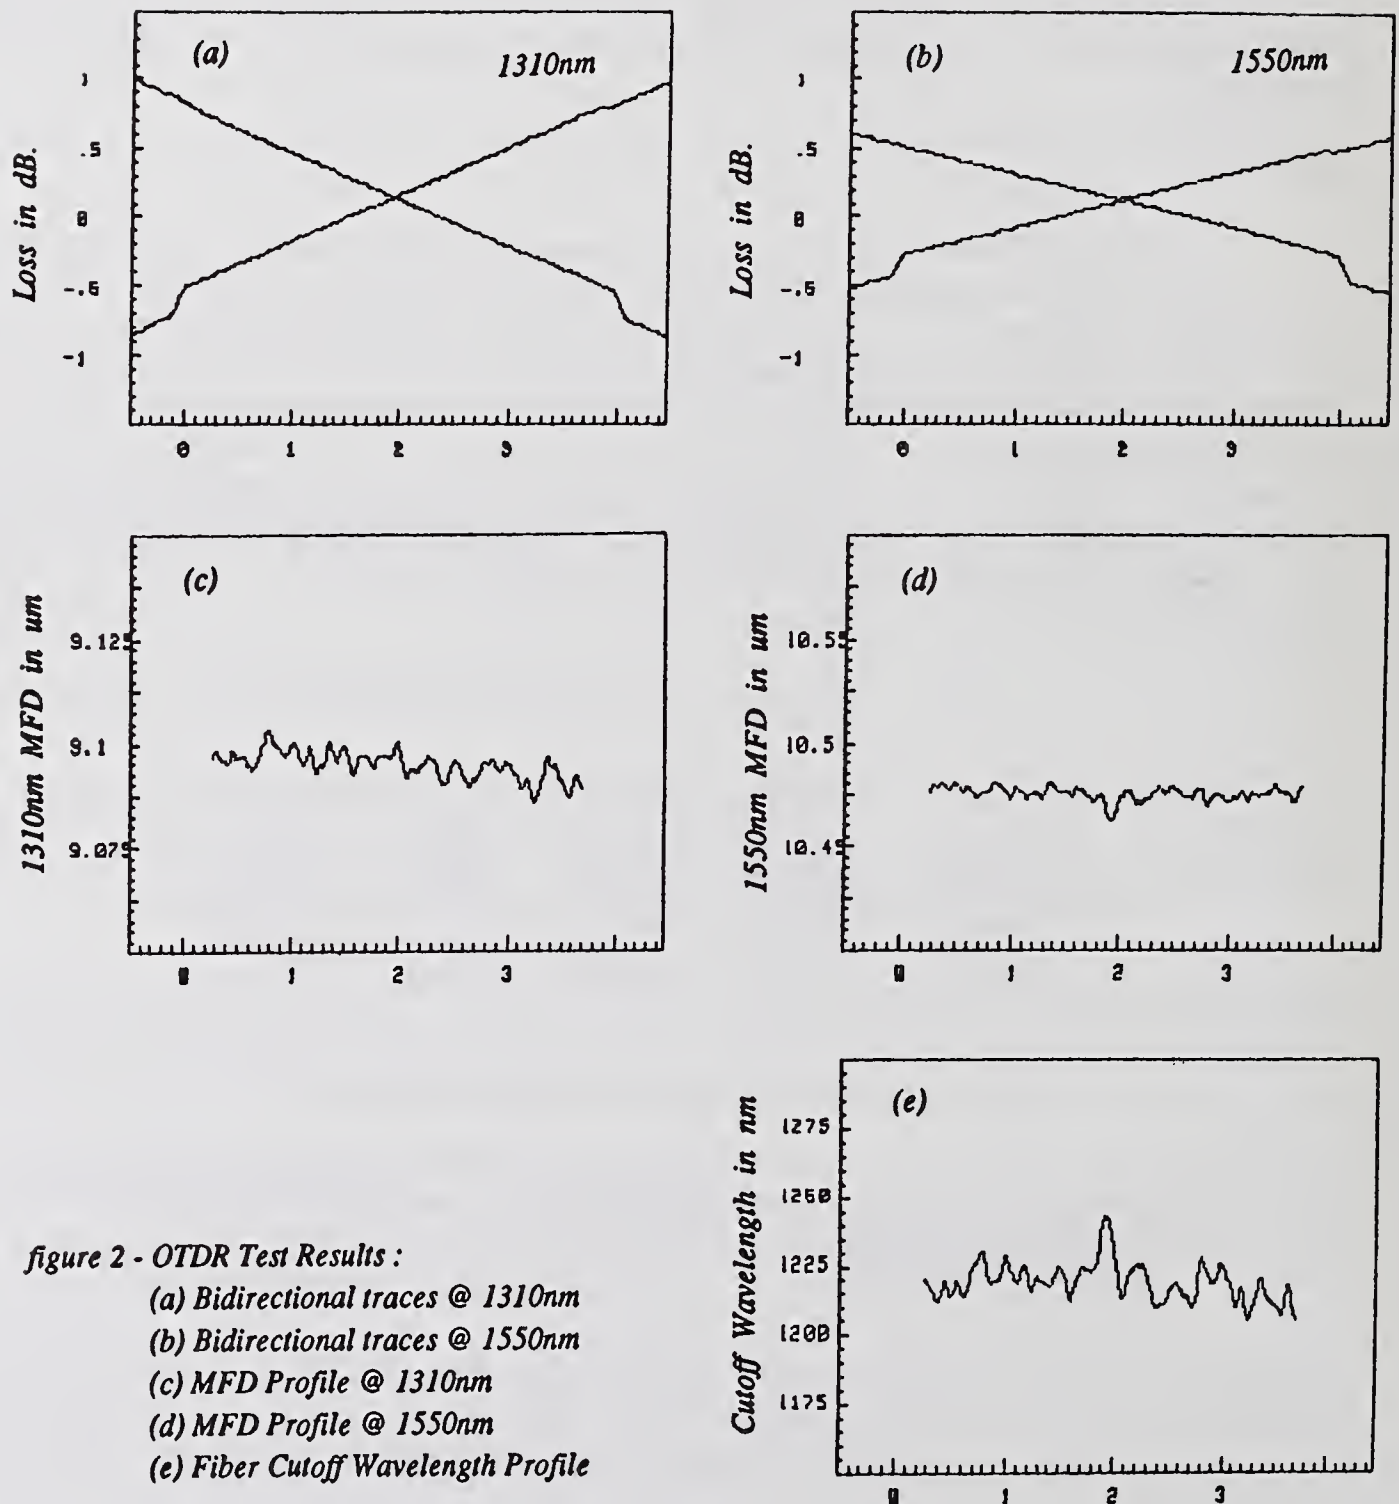 (a)
1310nm
Loss in dB.
1
.5
0
-.5
-1
0 1 2 3
(b)
1550nm
Loss in dB.
1
.5
0
-.5
-1
0 1 2 3
(c)
1310nm MFD in um
9.125
9.1
9.075
0 1 2 3
(d)
1550nm MFD in um
10.55
10.5
10.45
0 1 2 3
(e)
Cutoff Wavelength in nm
1275
1250
1225
1200
1175
0 1 2 3
figure 2 - OTDR Test Results :
(a) Bidirectional traces @ 1310nm
(b) Bidirectional traces @ 1550nm
(c) MFD Profile @ 1310nm
(d) MFD Profile @ 1550nm
(e) Fiber Cutoff Wavelength Profile